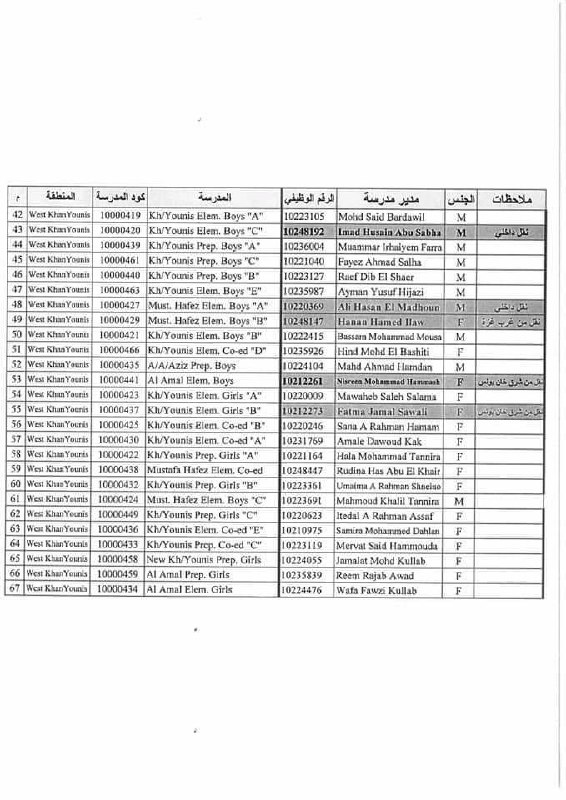 م المنطقة كود المدرسة المدرسة الرقم الوظيفي مدير مدرسة الجنس ملاحظات
42 West KhanYounis 10000419 Kh/Younis Elem. Boys "A" 10223105 Mohd Said Bardawil M
43 West KhanYounis 10000420 Kh/Younis Elem. Boys "C" 10248192 Imad Husain Abu Sabha M نقل داخلي
44 West KhanYounis 10000439 Kh/Younis Prep. Boys "A" 10236004 Muammar Irhaiyem Farra M
45 West KhanYounis 10000461 Kh/Younis Prep. Boys "C" 10221040 Fayez Ahmad Salha M
46 West KhanYounis 10000440 Kh/Younis Prep. Boys "B" 10223127 Raef Dib El Shaer M
47 West KhanYounis 10000463 Kh/Younis Elem. Boys "E" 10235987 Ayman Yusuf Hijazi M
48 West KhanYounis 10000427 Must. Hafez Elem. Boys "A" 10220369 Ali Hasan El Madhoun M نقل داخلي
49 West KhanYounis 10000429 Must. Hafez Elem. Boys "B" 10248147 Hanan Hamed F نقل من غرب غزة
50 West KhanYounis 10000421 Kh/Younis Elem. Boys "B" 10222415 Bassem Mohammed Mousa M
51 West KhanYounis 10000466 Kh/Younis Elem. Co-ed "D" 10235926 Hind Mohd El Bashiti F
52 West KhanYounis 10000435 A/A/Aziz Prep. Boys 10224104 Mahd Ahmad Hamdan M
53 West KhanYounis 10000441 Al Amal Elem. Boys 10212261 Nisreen Mohammad F نقل من شرق خان يونس
54 West KhanYounis 10000423 Kh/Younis Elem. Girls "A" 10220009 Mawaheb Saleh Salama F
55 West KhanYounis 10000437 Kh/Younis Elem. Girls "B" 10212273 Fatma Jamal Sawali F نقل من شرق خان يونس
56 West KhanYounis 10000425 Kh/Younis Elem. Co-ed "B" 10220246 Sana A Rahman Hamam F
57 West KhanYounis 10000430 Kh/Younis Elem. Co-ed "A" 10231769 Amale Dawoud Kak F
58 West KhanYounis 10000422 Kh/Younis Prep. Girls "A" 10221164 Hala Mohammad Tannira F
59 West KhanYounis 10000438 Mustafa Hafez Elem. Co-ed 10248447 Rudina Has Abu El Khair F
60 West KhanYounis 10000432 Kh/Younis Prep. Girls "B" 10223361 Umaima A Rahman F
61 West KhanYounis 10000424 Must. Hafez Elem. Boys "C" 10223691 Mahmoud Khalil Tannira M
62 West KhanYounis 10000449 Kh/Younis Prep. Girls "C" 10220623 Itedal A Rahman Assaf F
63 West KhanYounis 10000436 Kh/Younis Elem. Co-ed "E" 10210975 Samira Mohammed Dahlan F
64 West KhanYounis 10000433 Kh/Younis Prep. Co-ed "C" 10223119 Mervat Said Hammouda F
65 West KhanYounis 10000458 New Kh/Younis Prep. Girls 10224055 Jamalat Mohd Kullab F
66 West KhanYounis 10000459 Al Amal Prep. Girls 10235839 Reem Rajab Awad F
67 West KhanYounis 10000434 Al Amal Elem. Girls 10224476 Wafa Fawzi Kullab F